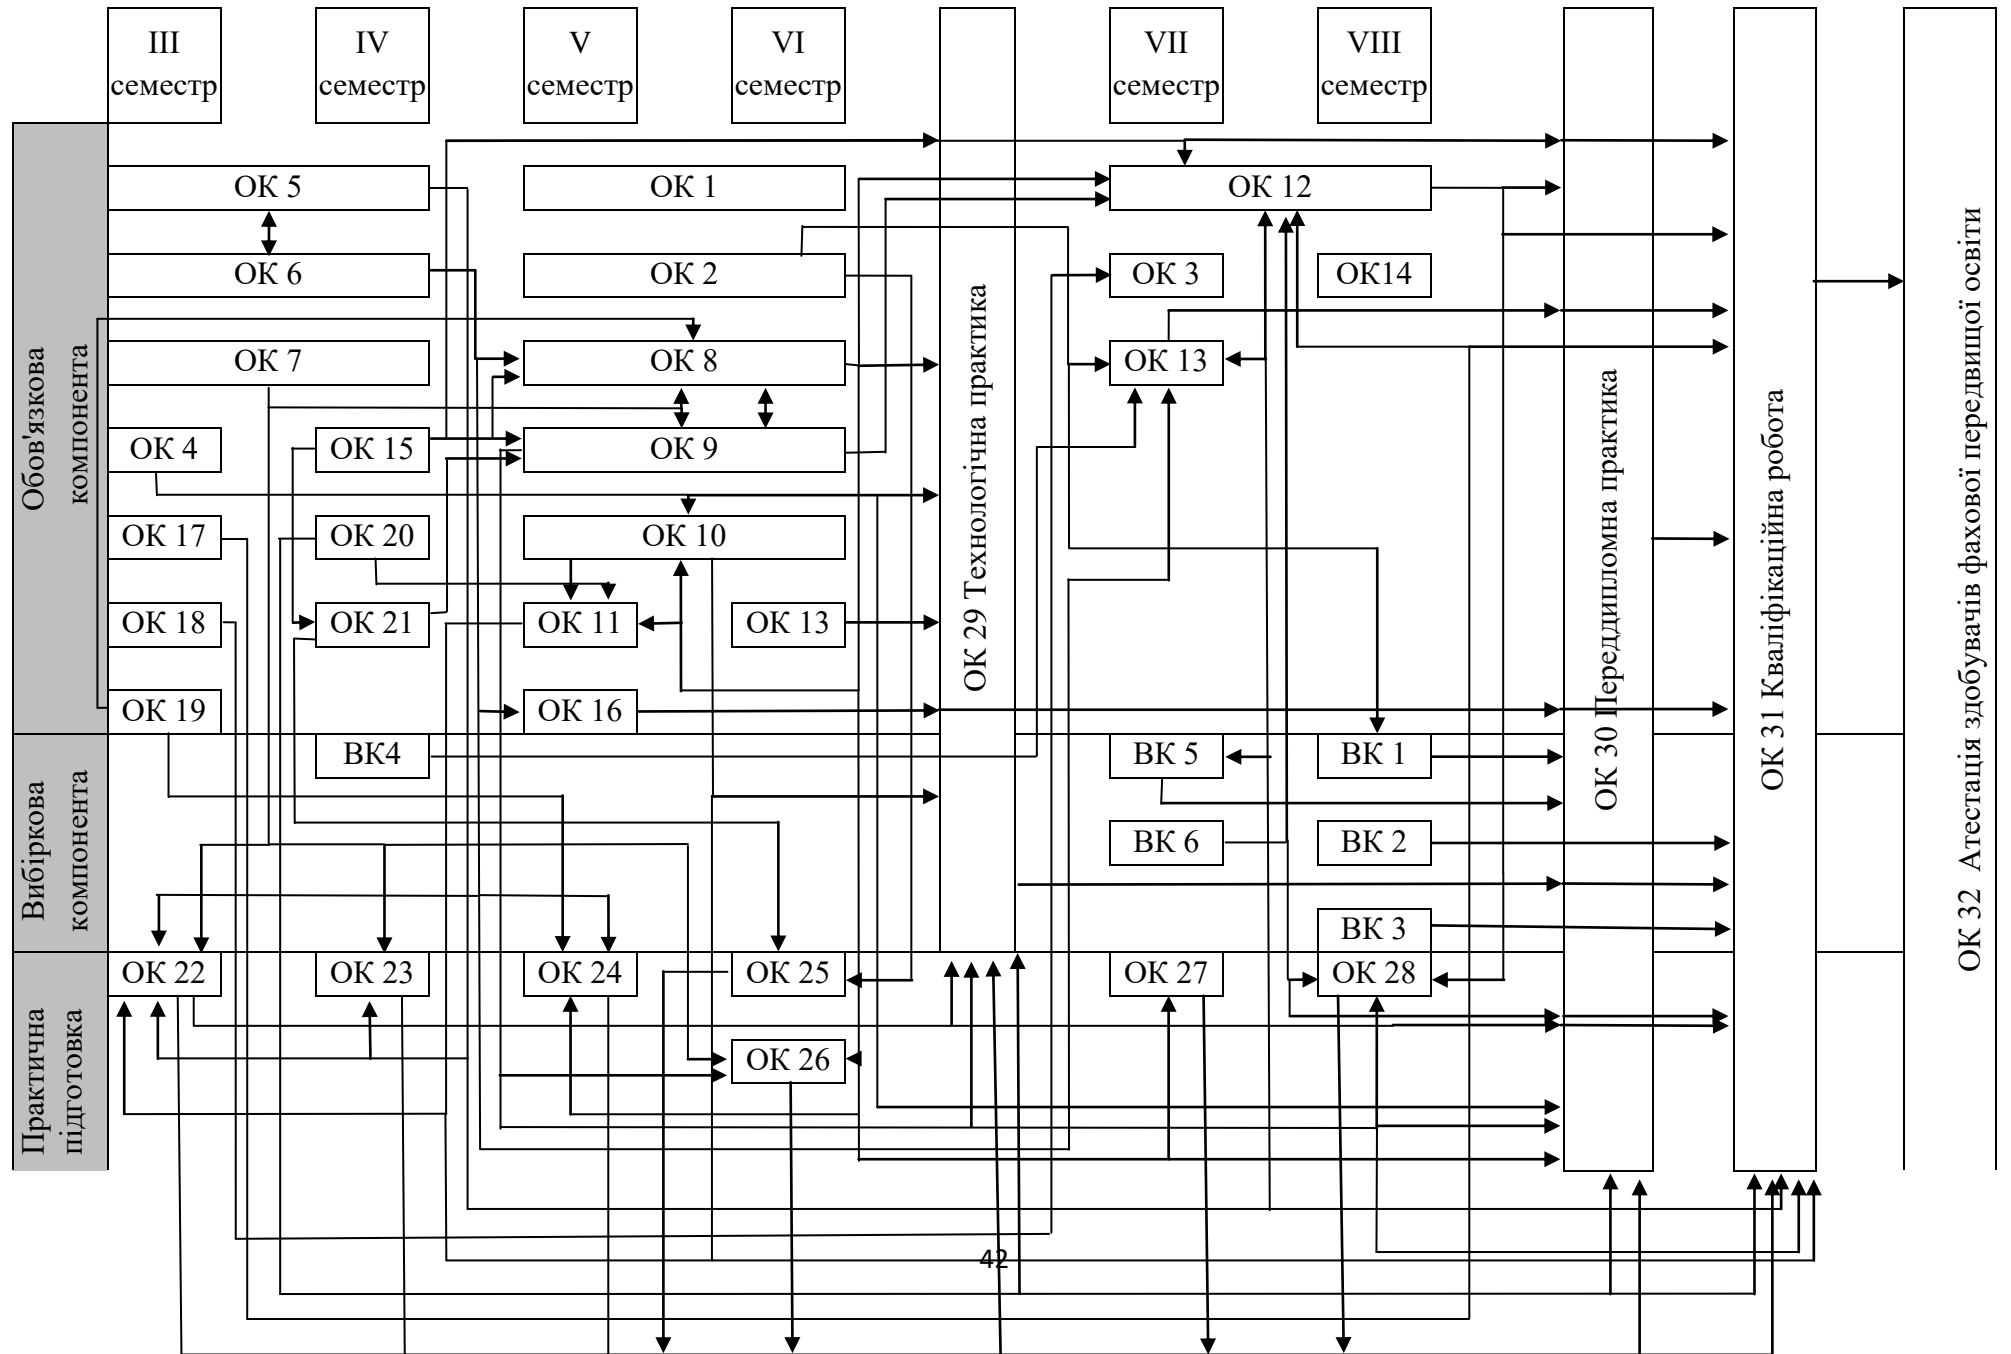 III
семестр
IV
семестр
V
семестр
VI
семестр
VII
семестр
VIII
семестр
Обов'язкова
компонента
Вибіркова
компонента
Практична
підготовка
ОК 5
ОК 1
ОК 12
ОК 6
ОК 2
ОК 3
ОК14
ОК 7
ОК 8
ОК 13
ОК 4
ОК 15
ОК 9
ОК 17
ОК 20
ОК 10
ОК 18
ОК 21
ОК 11
ОК 13
ОК 19
ОК 16
ВК4
ВК 5
ВК 1
ВК 6
ВК 2
ВК 3
ОК 22
ОК 23
ОК 24
ОК 25
ОК 27
ОК 28
ОК 26
ОК 29 Технологічна практика
ОК 30 Переддипломна практика
ОК 31 Кваліфікаційна робота
ОК 32 Атестація здобувачів фахової передвищої освіти
42